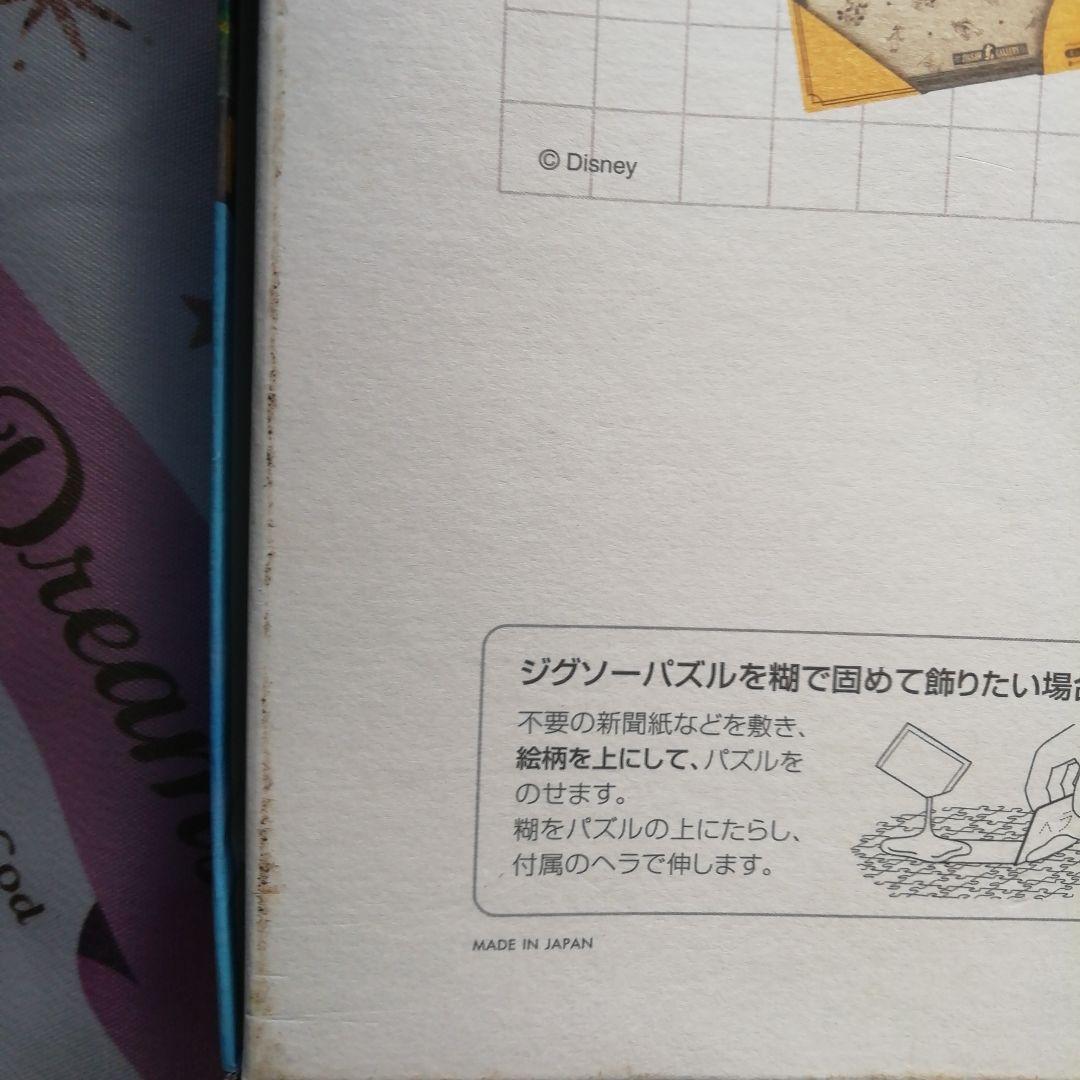 JIGSAW GALLERY
© Disney
Dream
ジグソーパズルを糊で固めて飾りたい場合
不要の新聞紙などを敷き、
絵柄を上にして、パズルを
のせます。
糊をパズルの上にたらし、
付属のヘラで伸します。
MADE IN JAPAN